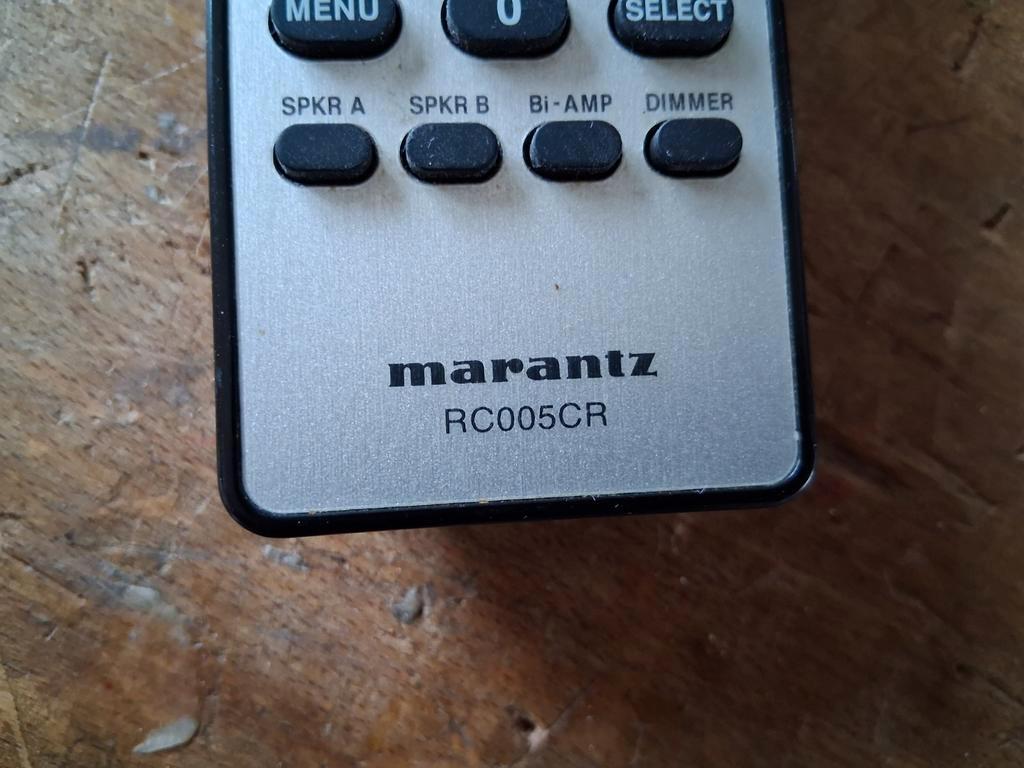 MENU 0 SELECT
SPKR A SPKR B Bi-AMP DIMMER
marantz
RC005CR